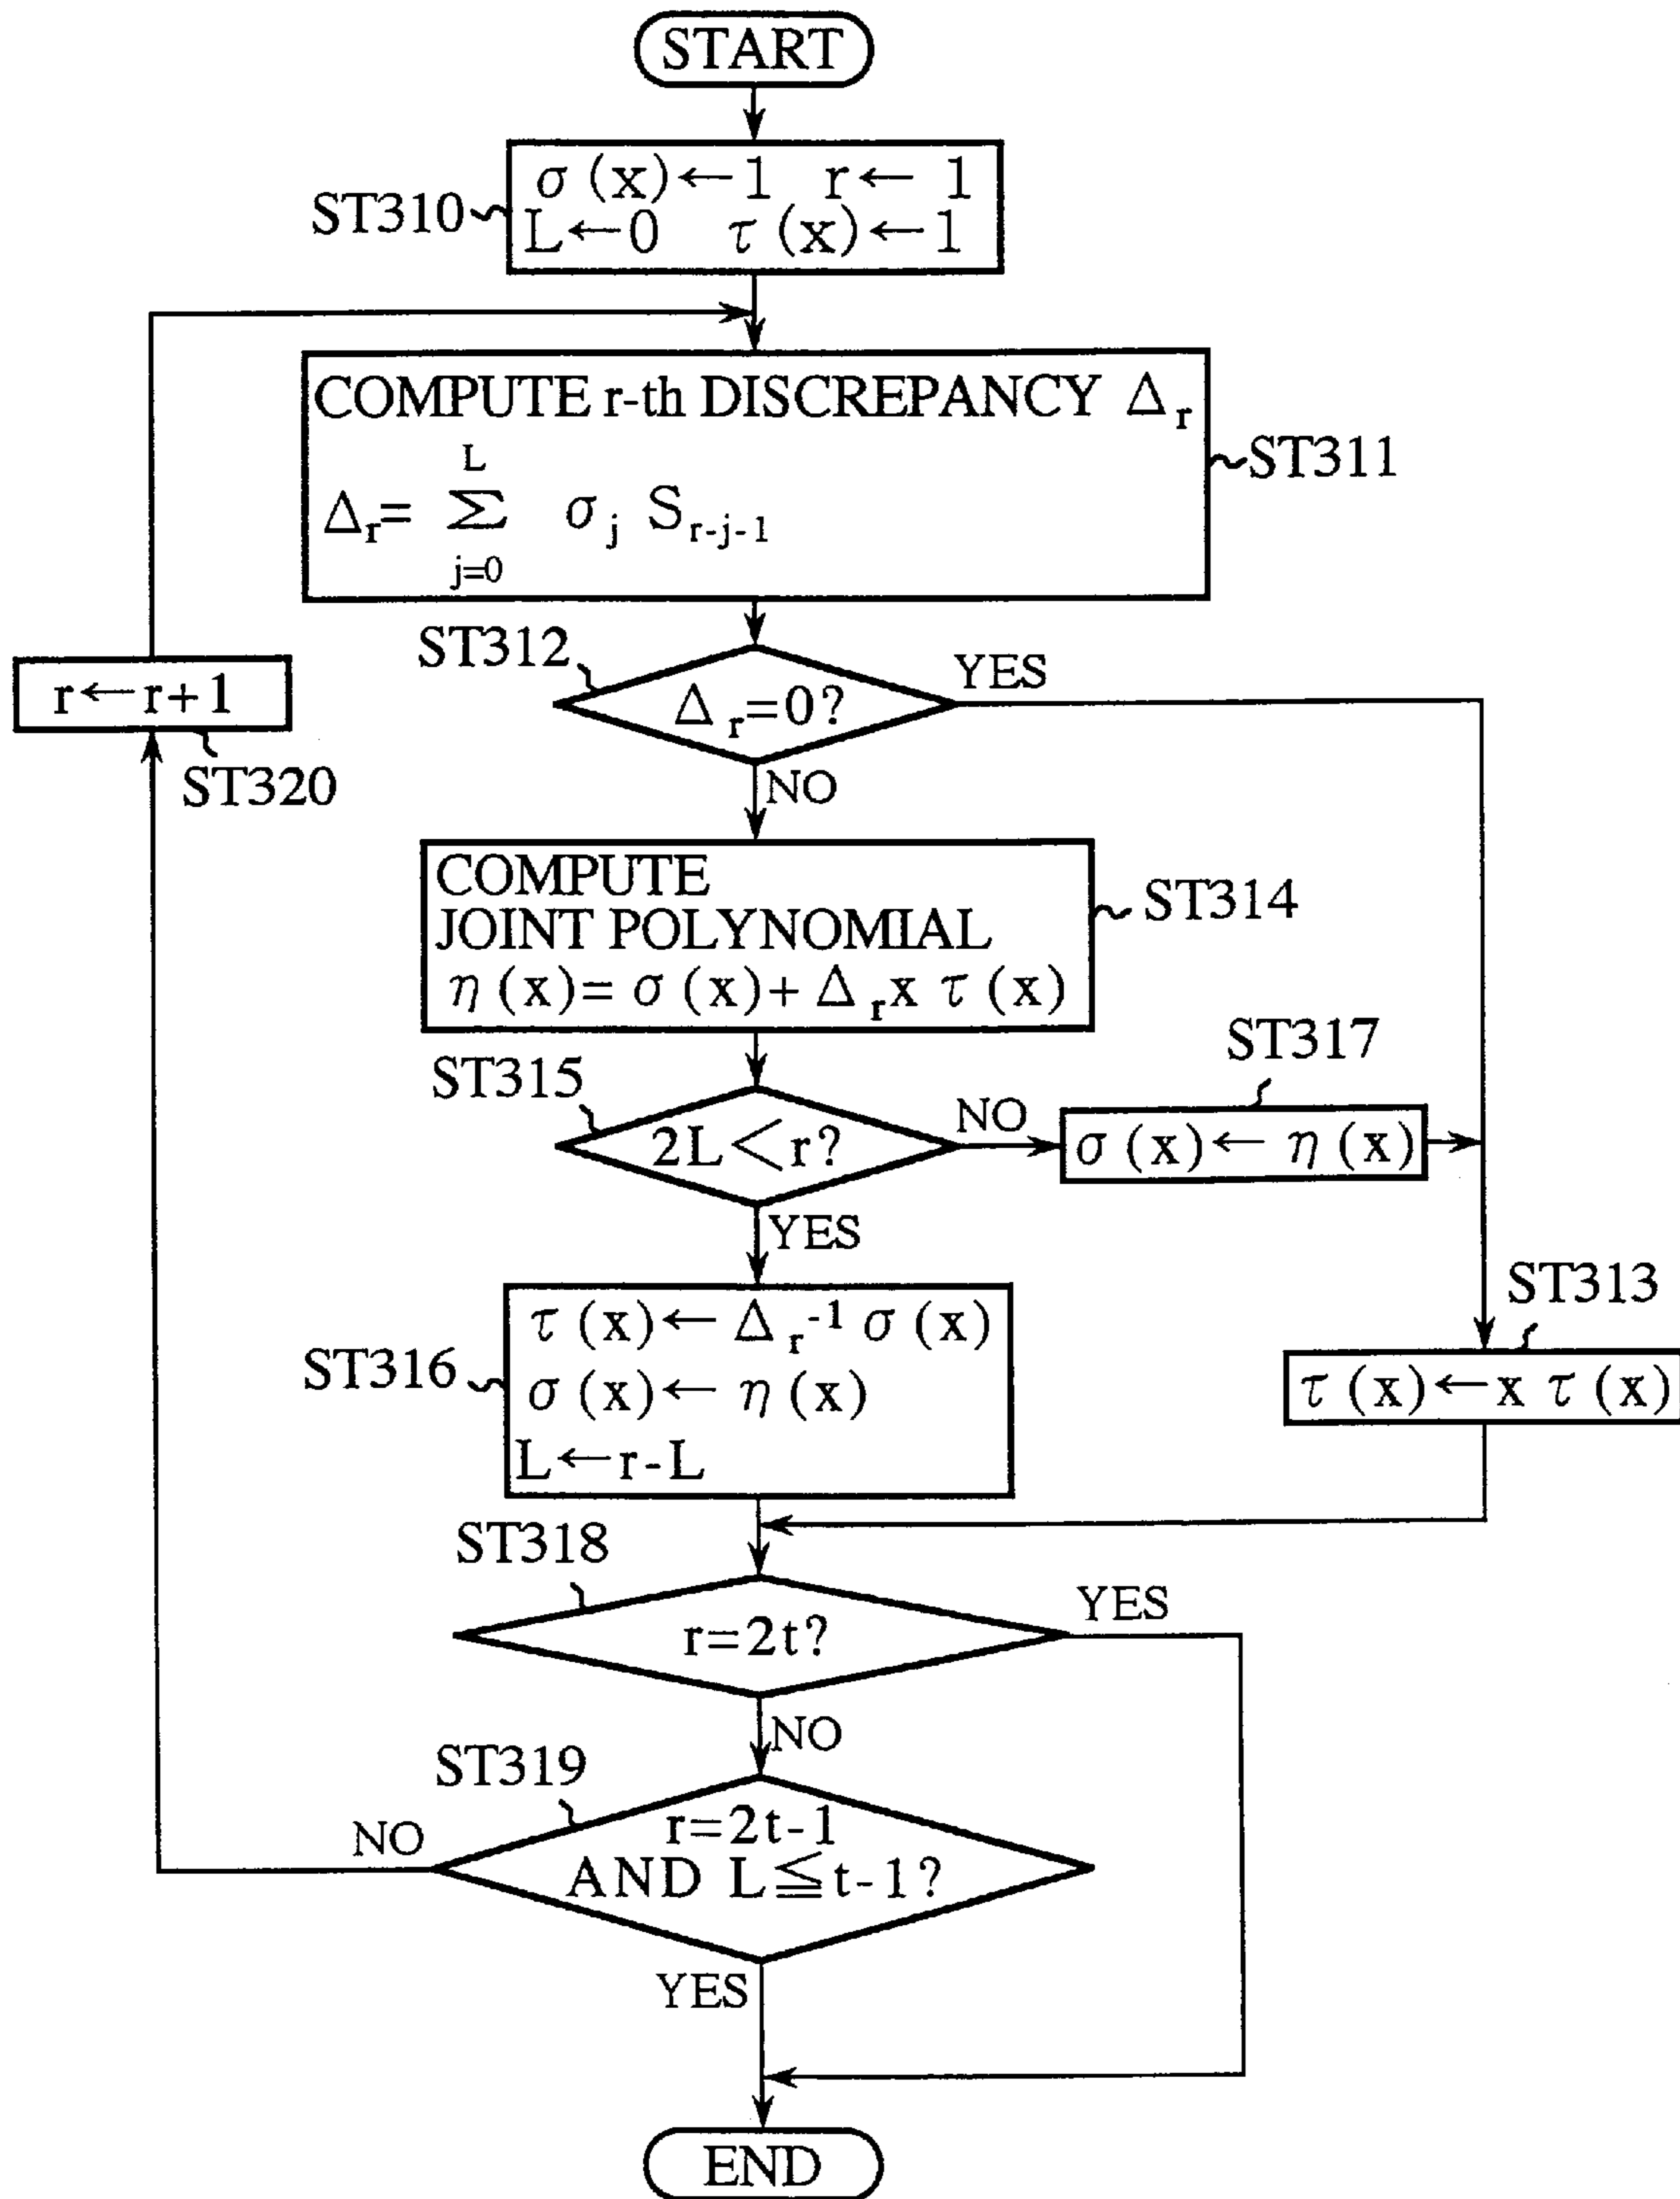 START
σ (x)←1 r← 1
L←0 τ (x)←1
ST310
COMPUTE r-th DISCREPANCY Δr
Δr= Σ σj Sr-j-1
L
j=0
ST311
ST312
Δr=0?
YES
NO
r←r+1
ST320
COMPUTE
JOINT POLYNOMIAL
η (x)= σ (x)+ Δr x τ (x)
ST314
ST315
2L<r?
NO
YES
ST317
σ (x)← η (x)
ST313
τ (x)←x τ (x)
ST316
τ (x)← Δr⁻¹ σ (x)
σ (x)← η (x)
L←r-L
ST318
r=2t?
YES
NO
ST319
r=2t-1
AND L≦t-1?
NO
YES
END